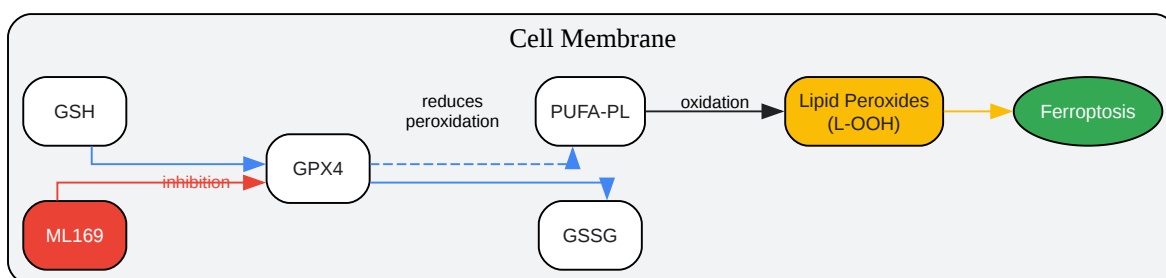 Cell Membrane
GSH
reduces
peroxidation
PUFA-PL
oxidation
Lipid Peroxides
(L-OOH)
Ferroptosis
GPX4
inhibition
ML169
GSSG